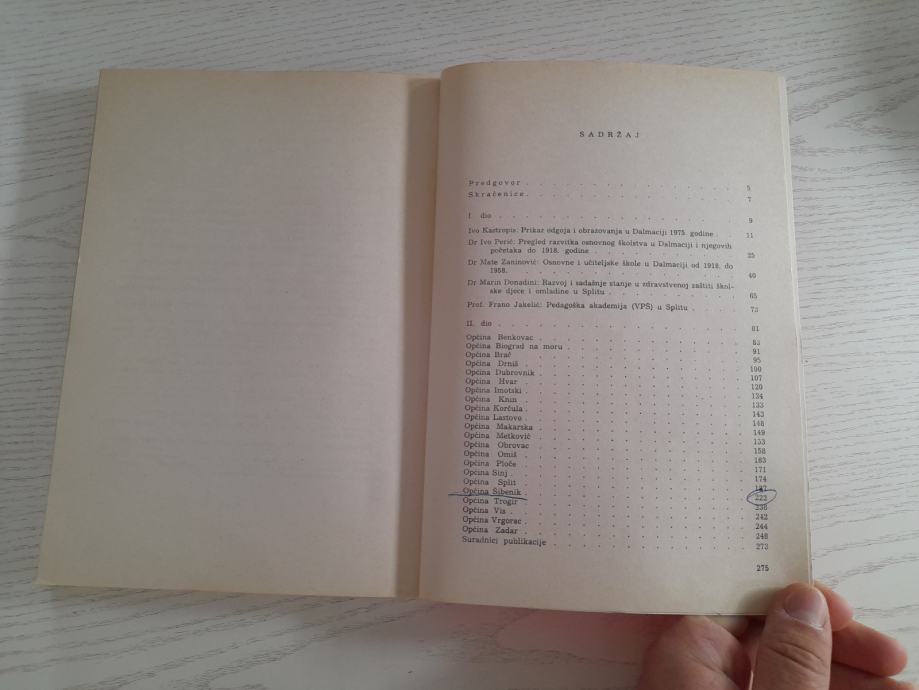 SADRŽAJ
Predgovor . . . . . . . . . . . 5
Skraćenice . . . . . . . . . . . 7
I. dio . . . . . . . . . . . 9
Ivo Kastropis: Prikaz odgoja i obrazovanja u Dalmaciji 1975. godine . 11
Dr Ivo Perić: Pregled razvitka osnovnog školstva u Dalmaciji i njegovih
početaka do 1918. godine . . . . . . . 25
Dr Mate Zaninović: Osnovne i učiteljske škole u Dalmaciji od 1918. do
1958. . . . . . . . . . . . 40
Dr Marin Donadini: Razvoj i sadašnje stanje u zdravstvenoj zaštiti škol-
ske djece i omladine u Splitu . . . . . . . 65
Prof. Frano Jakelić: Pedagoška akademija (VPŠ) u Splitu . . . 73
II. dio . . . . . . . . . . . 81
Općina Benkovac . . . . . . . . . 83
Općina Biograd na moru . . . . . . . . . 91
Općina Brač . . . . . . . . . 95
Općina Drniš . . . . . . . . . 100
Općina Dubrovnik . . . . . . . . . 107
Općina Hvar . . . . . . . . . 120
Općina Imotski . . . . . . . . .
Općina Knin . . . . . . . . . 133
Općina Korčula . . . . . . . . . 143
Općina Lastovo . . . . . . . . . 148
Općina Makarska . . . . . . . . . 149
Općina Metković . . . . . . . . . 153
Općina Obrovac . . . . . . . . . 158
Općina Omiš . . . . . . . . . 163
Općina Ploče . . . . . . . . . 171
Općina Sinj . . . . . . . . . 174
Općina Split . . . . . . . . . 187
Općina Šibenik . . . . . . . . . 222
Općina Trogir . . . . . . . . . 236
Općina Vis . . . . . . . . . 242
Općina Vrgorac . . . . . . . . . 244
Općina Zadar . . . . . . . . . 248
Suradnici publikacije . . . . . . . . . 273
275